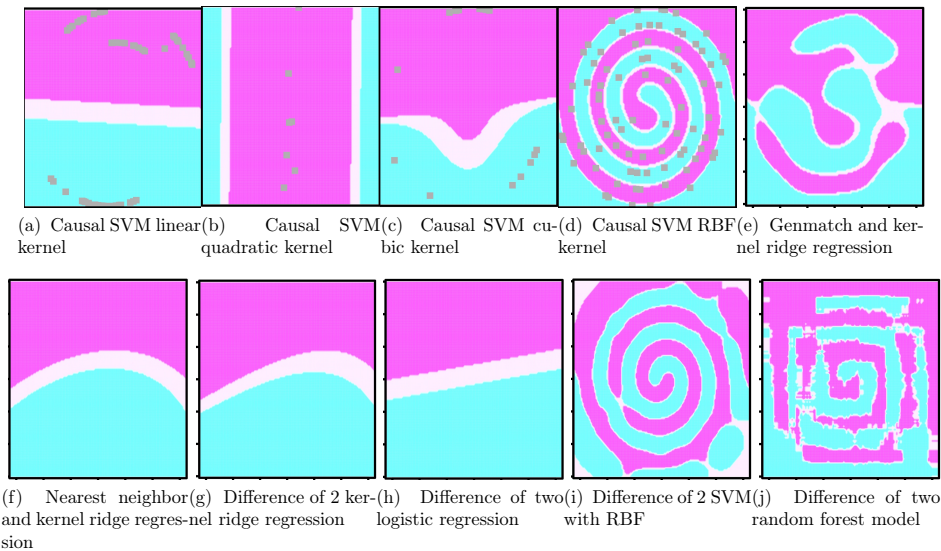 (a) Causal SVM linear
kernel
(b) Causal SVM
quadratic kernel
(c) Causal SVM cu-
bic kernel
(d) Causal SVM RBF
kernel
(e) Genmatch and ker-
nel ridge regression
(f) Nearest neighbor
and kernel ridge regres-
sion
(g) Difference of 2 ker-
nel ridge regression
(h) Difference of two
logistic regression
(i) Difference of 2 SVM
with RBF
(j) Difference of two
random forest model